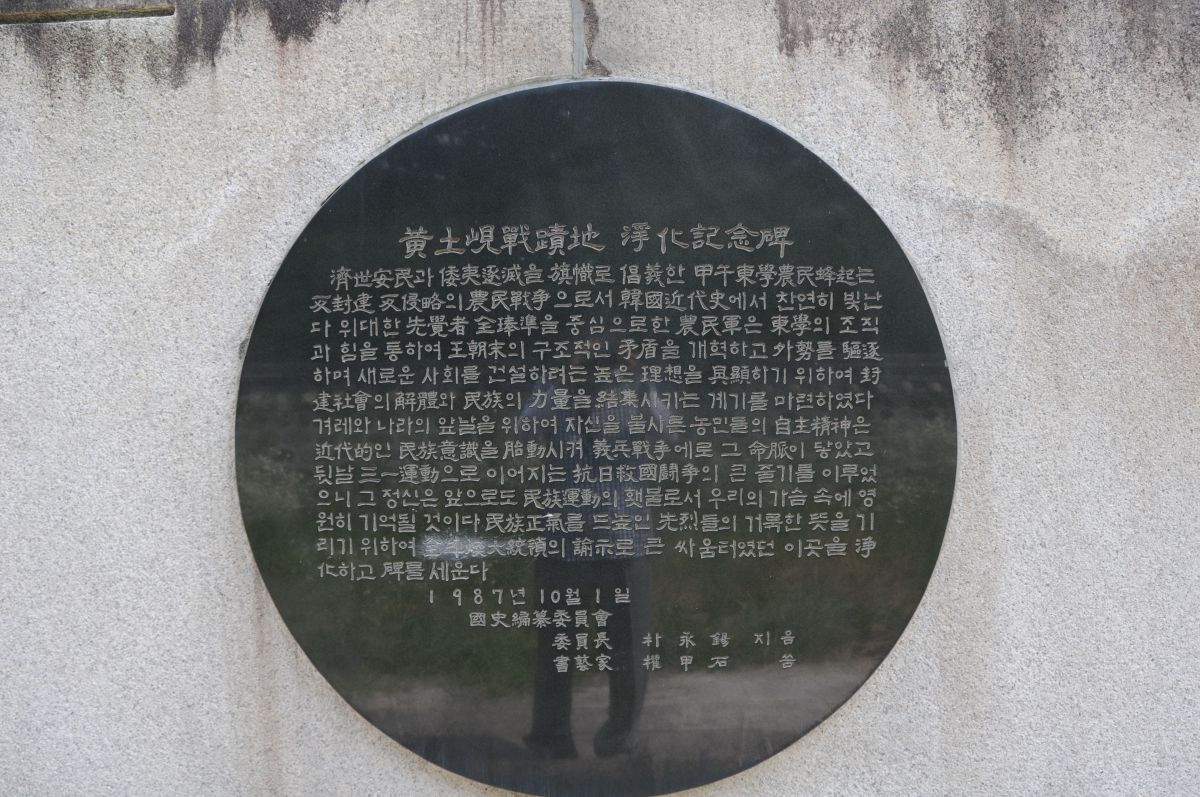 黄土峴戰蹟地 淨化記念碑
濟世安民과 倭夷逐滅을 旗幟로 倡義한 甲午東學農民蜂起는
反封建 反侵略의 農民戰争으로서 韓國近代史에서 찬연히 빛난
다 위대한 先覺者 全琫準을 중심으로한 農民軍은 東學의 조직
과 힘을 통하여 王朝末의 구조적인 矛盾을 개혁하고 外勢를 驅逐
하며 새로운 사회를 건설하려는 높은 理想을 具顯하기 위하여 封
建社會의 解體와 民族의 力量을 結集시키는 계기를 마련하였다
겨레와 나라의 앞날을 위하여 자신을 불사른 농민들의 自主精神은
近代的인 民族意識을 胎動시켜 義兵戰争에로 그 命脈이 닿았고
뒷날 三一運動으로 이어지는 抗日救國鬪争의 큰 줄기를 이루었
으니 그 정신은 앞으로도 民族運動의 횃불로서 우리의 가슴 속에 영
원히 기억될 것이다 民族正氣를 드높인 先烈들의 거룩한 뜻을 기
리기 위하여 大統領의 諭示로 큰 싸움터였던 이곳을 淨
化하고 碑를 세운다
1987년 10월 1일
國史編纂委員會
委員長 朴永錫 지음
書藝家 權甲石 씀